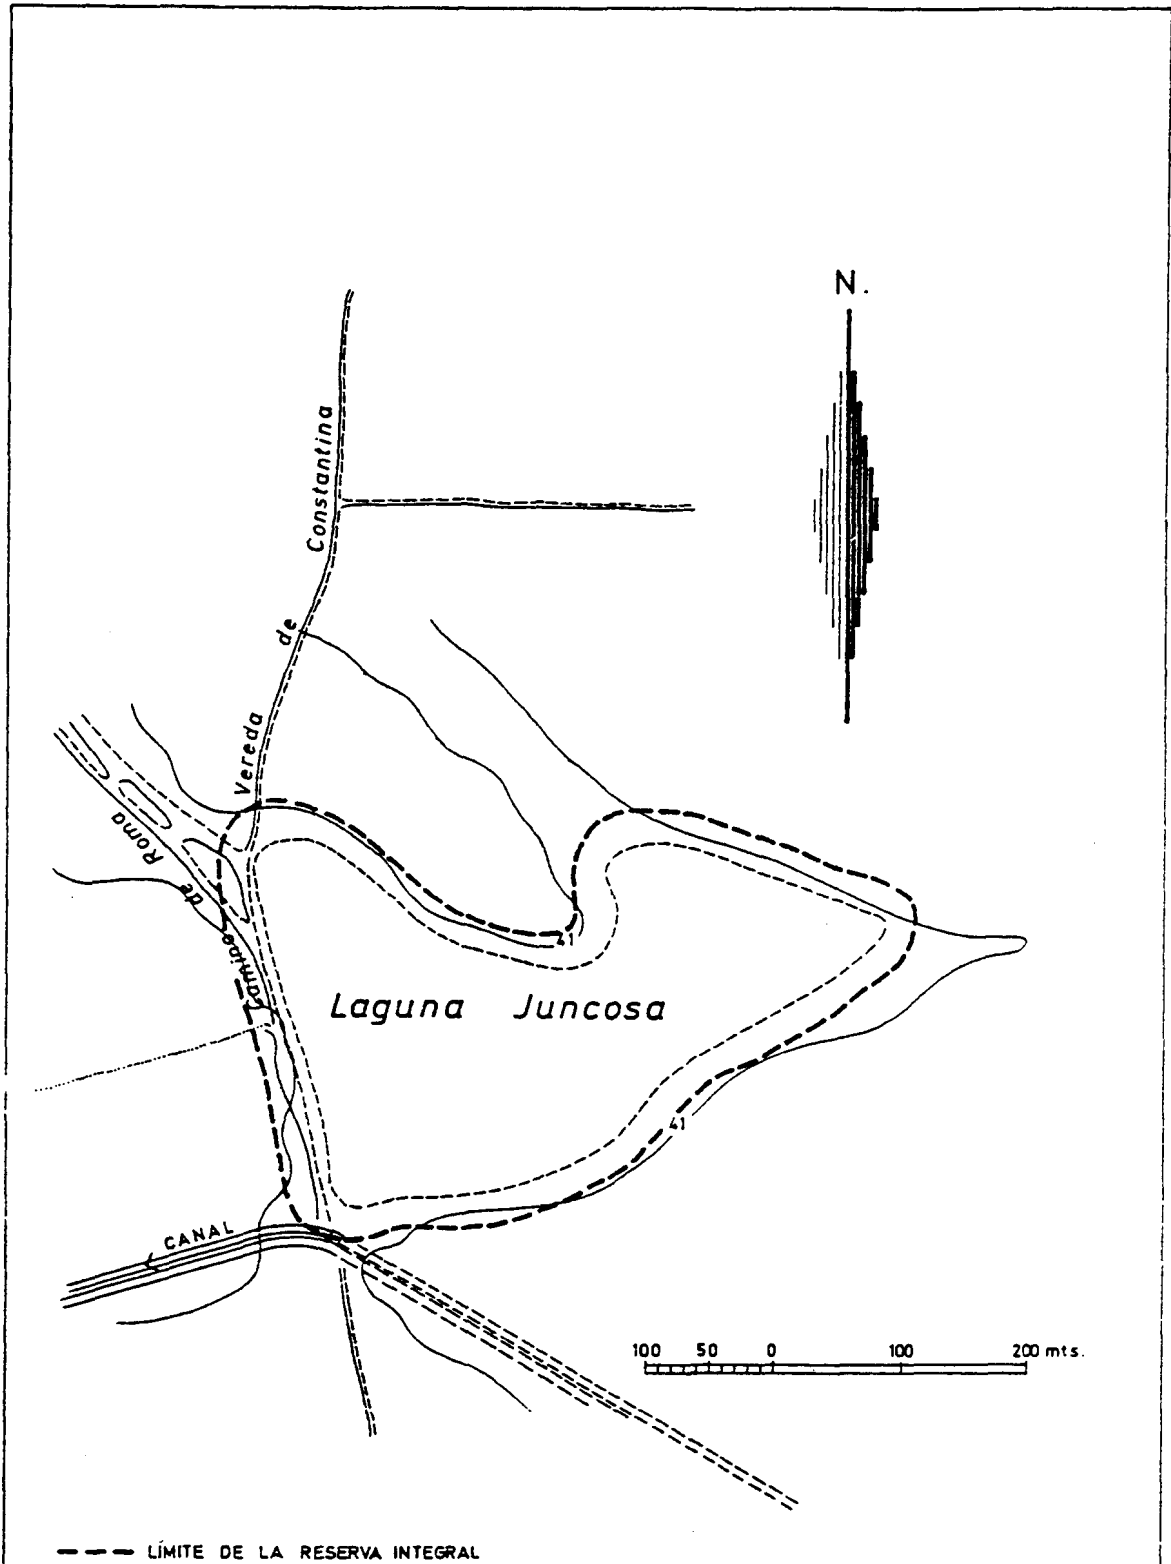 N.
Vereda de Constantina
Camino de Roma
41
Laguna Juncosa
41
CANAL
100 50 0 100 200 mts.
LÍMITE DE LA RESERVA INTEGRAL